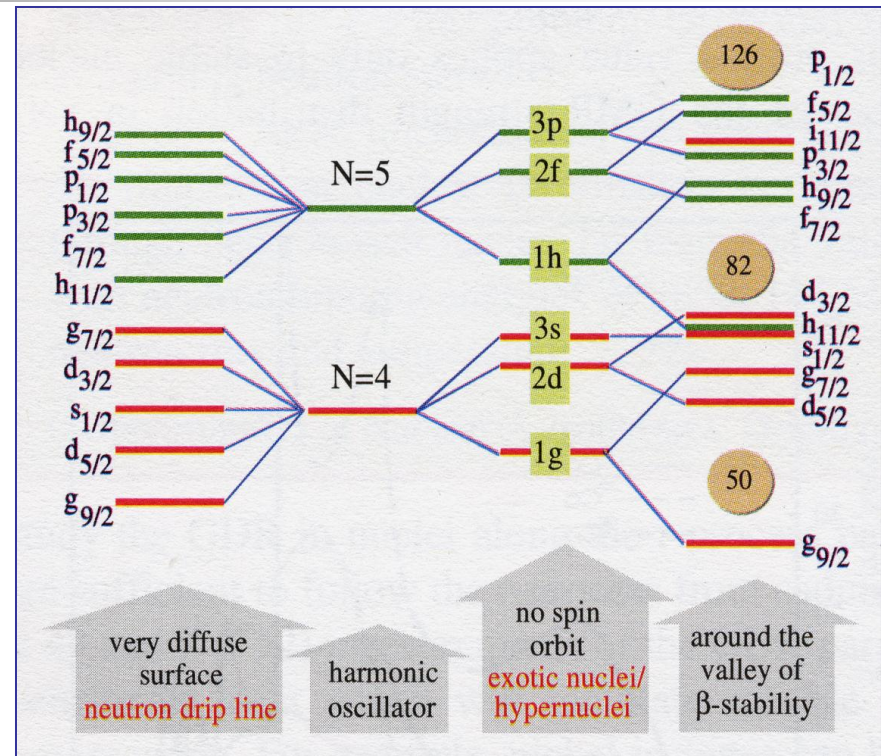 h9/2
f5/2
p1/2
p3/2
f7/2
h11/2
g7/2
d3/2
s1/2
d5/2
g9/2
N=5
N=4
3p
2f
1h
3s
2d
1g
126
82
50
p1/2
f5/2
i11/2
p3/2
h9/2
f7/2
d3/2
h11/2
s1/2
g7/2
d5/2
g9/2
very diffuse
surface
neutron drip line
harmonic
oscillator
no spin
orbit
exotic nuclei/
hypernuclei
around the
valley of
β-stability